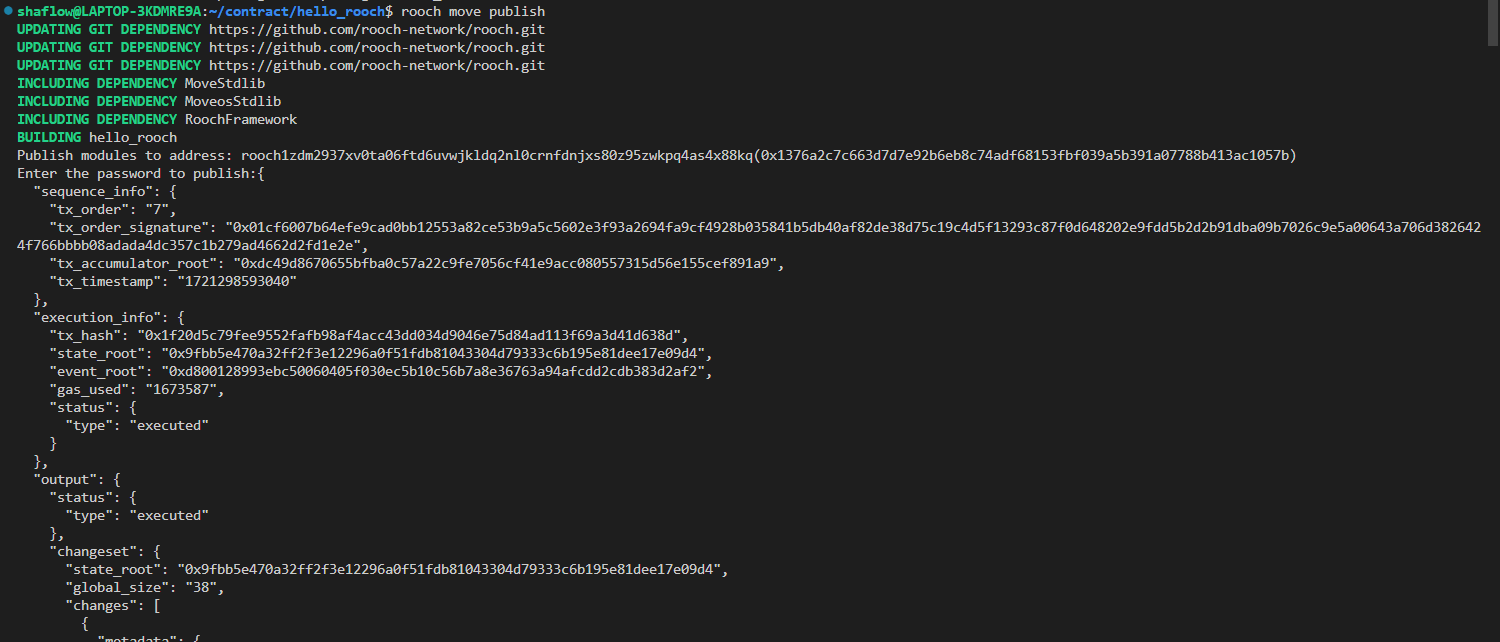 shaflow@LAPTOP-3KDMRE9A:~/contract/hello_rooch$ rooch move publish
UPDATING GIT DEPENDENCY https://github.com/rooch-network/rooch.git
UPDATING GIT DEPENDENCY https://github.com/rooch-network/rooch.git
UPDATING GIT DEPENDENCY https://github.com/rooch-network/rooch.git
INCLUDING DEPENDENCY MoveStdlib
INCLUDING DEPENDENCY MoveosStdlib
INCLUDING DEPENDENCY RoochFramework
BUILDING hello_rooch
Publish modules to address: rooch1zdm2937xv0ta06ftd6uvwjkldq2nl0crnfdnjxs80z95zwkpq4as4x88kq(0x1376a2c7c663d7d7e92b6eb8c74adf68153fbf039a5b391a07788b413ac1057b)
Enter the password to publish:{
  "sequence_info": {
    "tx_order": "7",
    "tx_order_signature": "0x01cf6007b64efe9cad0bb12553a82ce53b9a5c5602e3f93a2694fa9cf4928b035841b5db40af82de38d75c19c4d5f13293c87f0d648202e9fdd5b2d2b91dba09b7026c9e5a00643a706d382642
4f766bbbb08adada4dc357c1b279ad4662d2fd1e2e",
    "tx_accumulator_root": "0xdc49d8670655bfba0c57a22c9fe7056cf41e9acc080557315d56e155cef891a9",
    "tx_timestamp": "1721298593040"
  },
  "execution_info": {
    "tx_hash": "0x1f20d5c79fee9552fafb98af4acc43dd034d9046e75d84ad113f69a3d41d638d",
    "state_root": "0x9fbb5e470a32ff2f3e12296a0f51fdb81043304d79333c6b195e81dee17e09d4",
    "event_root": "0xd800128993ebc50060405f030ec5b10c56b7a8e36763a94afcdd2cdb383d2af2",
    "gas_used": "1673587",
    "status": {
      "type": "executed"
    }
  },
  "output": {
    "status": {
      "type": "executed"
    },
    "changeset": {
      "state_root": "0x9fbb5e470a32ff2f3e12296a0f51fdb81043304d79333c6b195e81dee17e09d4",
      "global_size": "38",
      "changes": [
        {
          "metadata": {